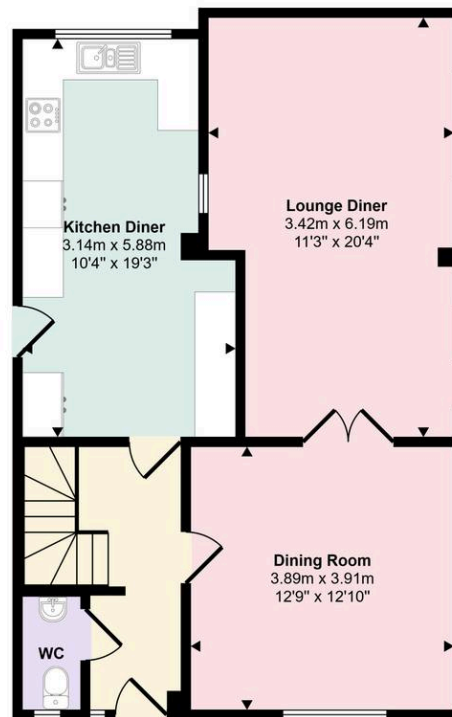 Lounge Diner
3.42m x 6.19m
11'3" x 20'4"
Kitchen Diner
3.14m x 5.88m
10'4" x 19'3"
Dining Room
3.89m x 3.91m
12'9" x 12'10"
WC